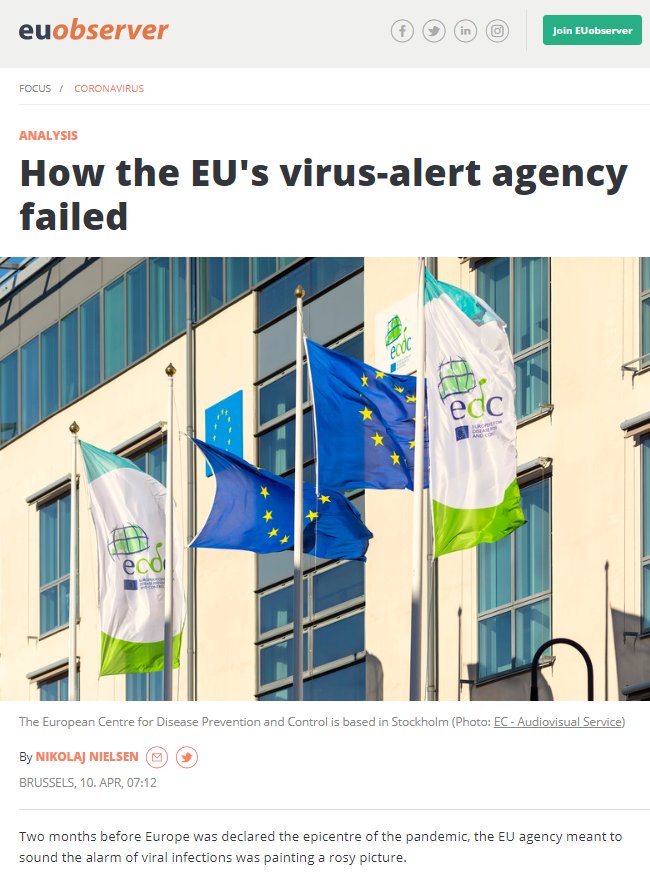 euobserver
Join EUobserver
FOCUS / CORONAVIRUS
ANALYSIS
How the EU's virus-alert agency
failed
ecdc
edc
EUROPEAN CENTRE FOR
DISEASE PREVENTION
AND CONTROL
ecdc
The European Centre for Disease Prevention and Control is based in Stockholm (Photo: EC - Audiovisual Service)
By NIKOLAJ NIELSEN
BRUSSELS, 10. APR, 07:12
Two months before Europe was declared the epicentre of the pandemic, the EU agency meant to
sound the alarm of viral infections was painting a rosy picture.